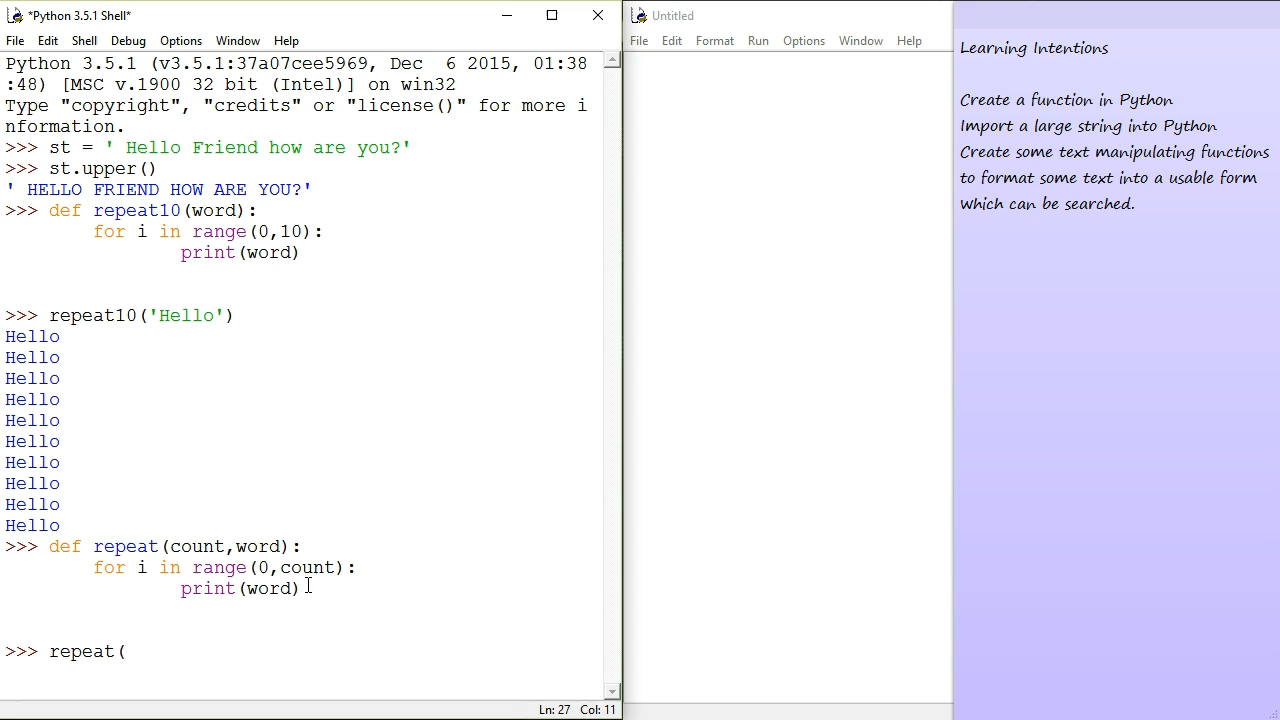 *Python 3.5.1 Shell*
File Edit Shell Debug Options Window Help
Python 3.5.1 (v3.5.1:37a07cee5969, Dec  6 2015, 01:38
:48) [MSC v.1900 32 bit (Intel)] on win32
Type "copyright", "credits" or "license()" for more i
nformation.
>>> st = ' Hello Friend how are you?'
>>> st.upper()
' HELLO FRIEND HOW ARE YOU?'
>>> def repeat10(word):
        for i in range(0,10):
                print(word)
>>> repeat10('Hello')
Hello
Hello
Hello
Hello
Hello
Hello
Hello
Hello
Hello
Hello
>>> def repeat(count,word):
        for i in range(0,count):
                print(word)
>>> repeat(
Ln: 27 Col: 11
Untitled
File Edit Format Run Options Window Help
Learning Intentions
Create a function in Python
Import a large string into Python
Create some text manipulating functions
to format some text into a usable form
which can be searched.